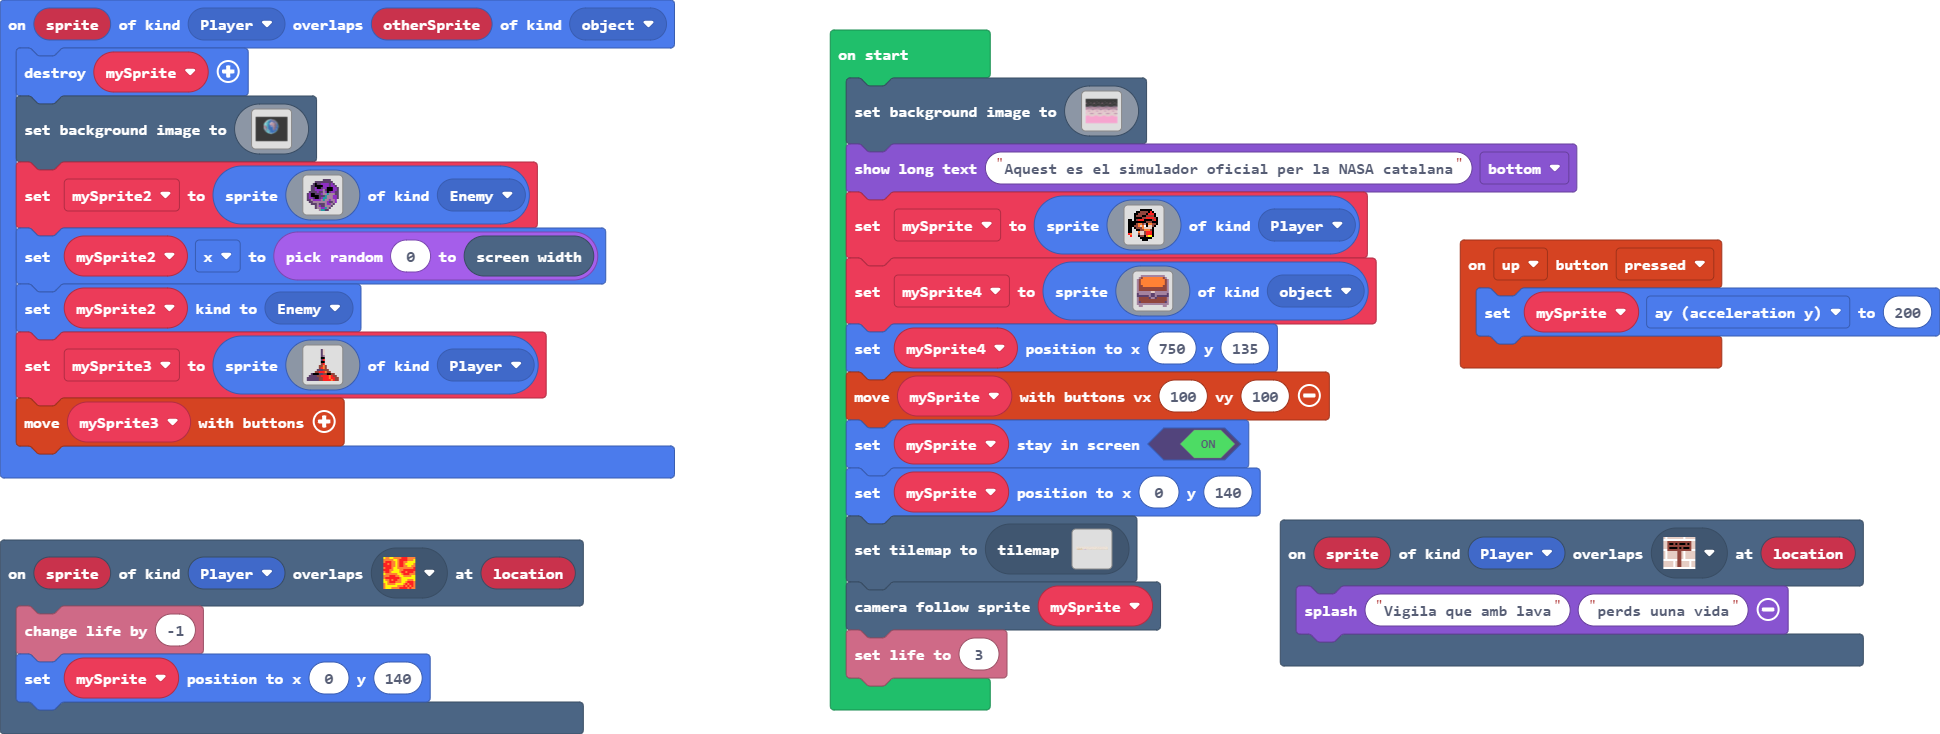 on sprite of kind Player overlaps otherSprite of kind object
destroy mySprite
set background image to
set mySprite2 to sprite of kind Enemy
set mySprite2 x to pick random 0 to screen width
set mySprite2 kind to Enemy
set mySprite3 to sprite of kind Player
move mySprite3 with buttons
on sprite of kind Player overlaps at location
change life by -1
set mySprite position to x 0 y 140
on start
set background image to
show long text "Aquest es el simulador oficial per la NASA catalana" bottom
set mySprite to sprite of kind Player
set mySprite4 to sprite of kind object
set mySprite4 position to x 750 y 135
move mySprite with buttons vx 100 vy 100
set mySprite stay in screen ON
set mySprite position to x 0 y 140
set tilemap to tilemap
camera follow sprite mySprite
set life to 3
on up button pressed
set mySprite ay (acceleration y) to 200
on sprite of kind Player overlaps at location
splash "Vigila que amb lava" "perds uuna vida"